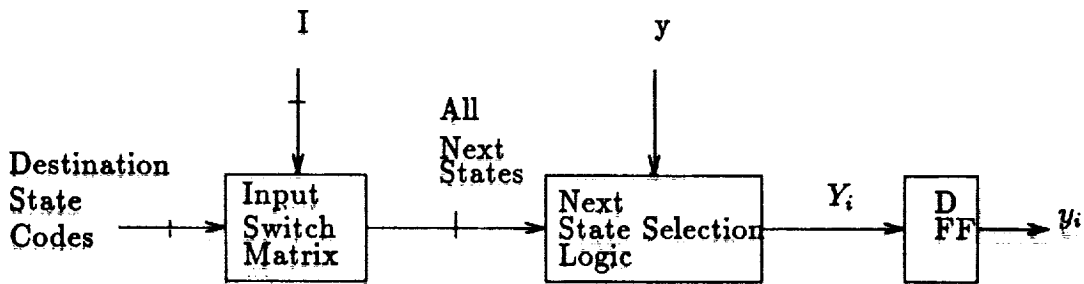 I
y
All
Next
States
Destination
State
Codes
Input
Switch
Matrix
Next
State Selection
Logic
Y_i
D
FF
y_i